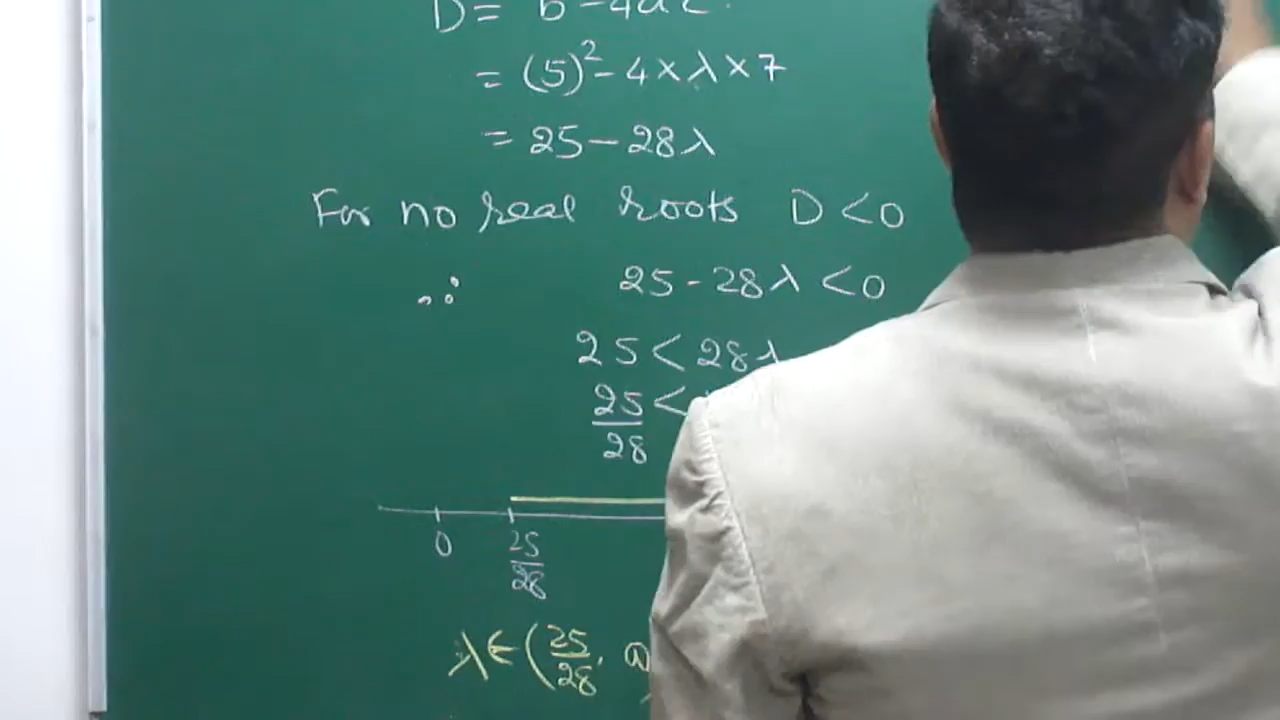 D = b - 4ac.
= (5)² - 4 × λ × 7
= 25 - 28λ
For no real roots D < 0
∴ 25 - 28λ < 0
25 < 28λ
25/28 <
0 25/28
λ ∈ (25/28,